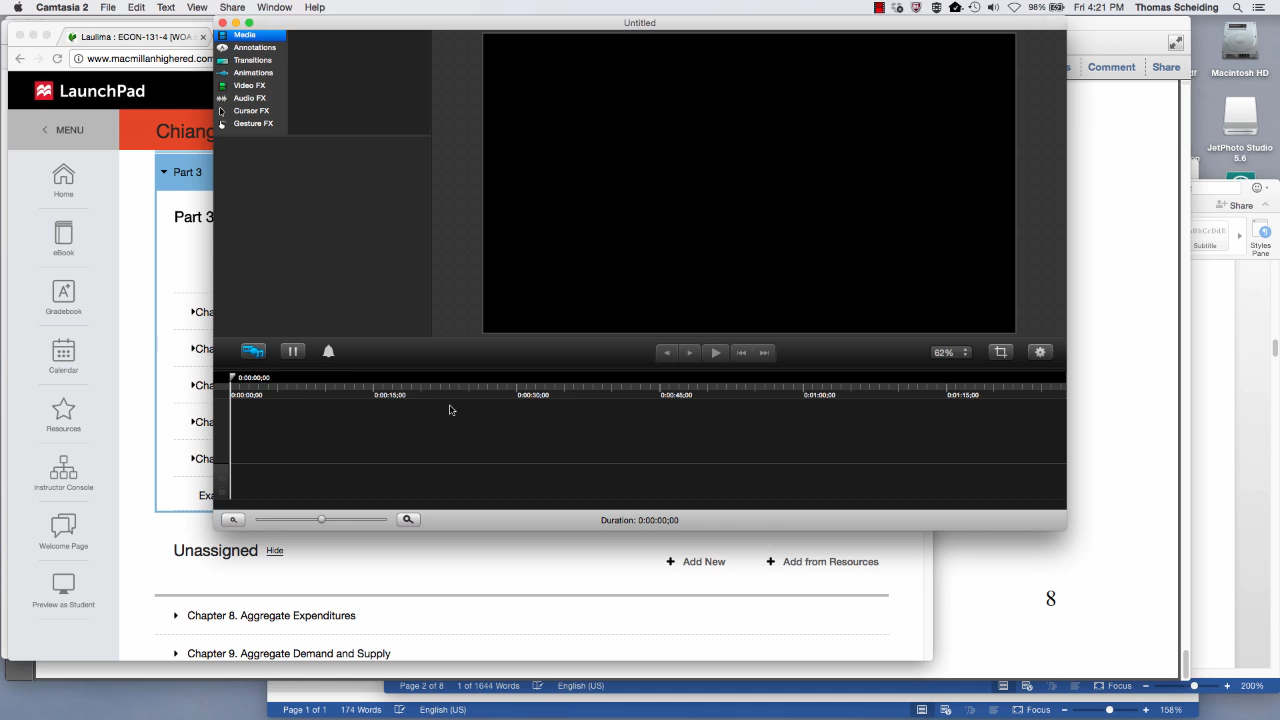 Camtasia 2 File Edit View Share Window Help 98% Fri 4:21 PM Thomas Scheiding
Untitled
Laulima : ECON-131-4 [WOA
www.macmillanhighered.com
Comment Share
Macintosh HD
JetPhoto Studio
5.6
Media
Annotations
Transitions
Animations
Video FX
Audio FX
Cursor FX
Gesture FX
LaunchPad
MENU
Chiang
Part 3
Part 3
Home
eBook
Gradebook
Calendar
Resources
Instructor Console
Welcome Page
Preview as Student
Cha
Cha
Cha
Cha
Cha
Exa
Share
AaBbCcDdE
Subtitle
Styles
Pane
62%
0:00:00;00
0:00:00;00 0:00:15;00 0:00:30;00 0:00:45;00 0:01:00;00 0:01:15;00
Duration: 0:00:00;00
Unassigned Hide
+ Add New + Add from Resources
Chapter 8. Aggregate Expenditures
Chapter 9. Aggregate Demand and Supply
8
Page 2 of 8 1 of 1644 Words English (US) Focus 200%
Page 1 of 1 174 Words English (US) Focus 158%